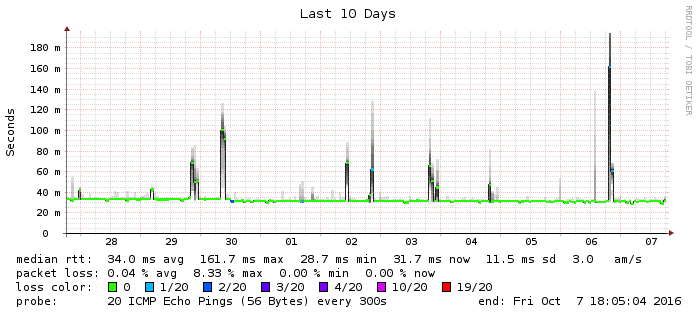 Last 10 Days
RRDTOOL / TOBI OETIKER
Seconds
180 m
160 m
140 m
120 m
100 m
80 m
60 m
40 m
20 m
0
28 29 30 01 02 03 04 05 06 07
median rtt: 34.0 ms avg 161.7 ms max 28.7 ms min 31.7 ms now 11.5 ms sd 3.0 am/s
packet loss: 0.04 % avg 8.33 % max 0.00 % min 0.00 % now
loss color: 0 1/20 2/20 3/20 4/20 10/20 19/20
probe: 20 ICMP Echo Pings (56 Bytes) every 300s end: Fri Oct 7 18:05:04 2016